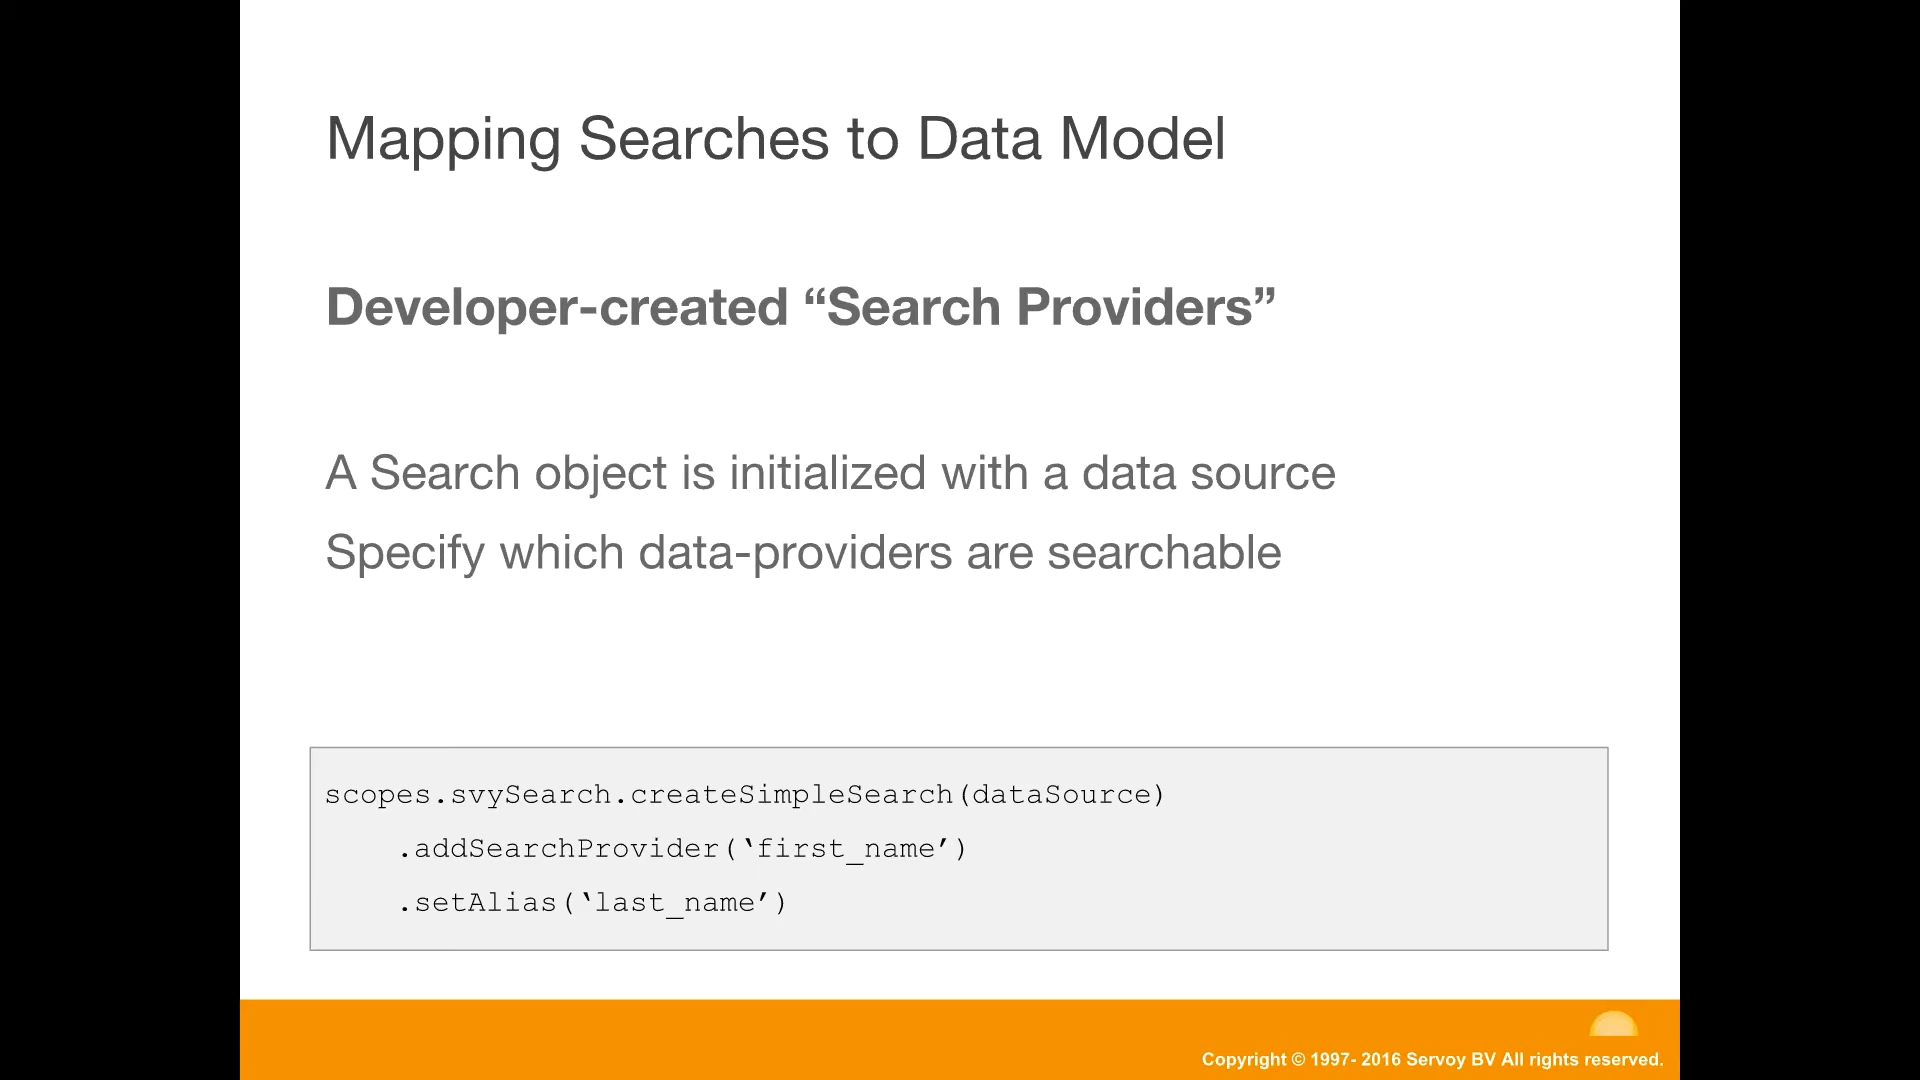 Mapping Searches to Data Model
Developer-created “Search Providers”
A Search object is initialized with a data source
Specify which data-providers are searchable
scopes.svySearch.createSimpleSearch(dataSource)
.addSearchProvider(‘first_name’)
.setAlias(‘last_name’)
Copyright © 1997- 2016 Servoy BV All rights reserved.